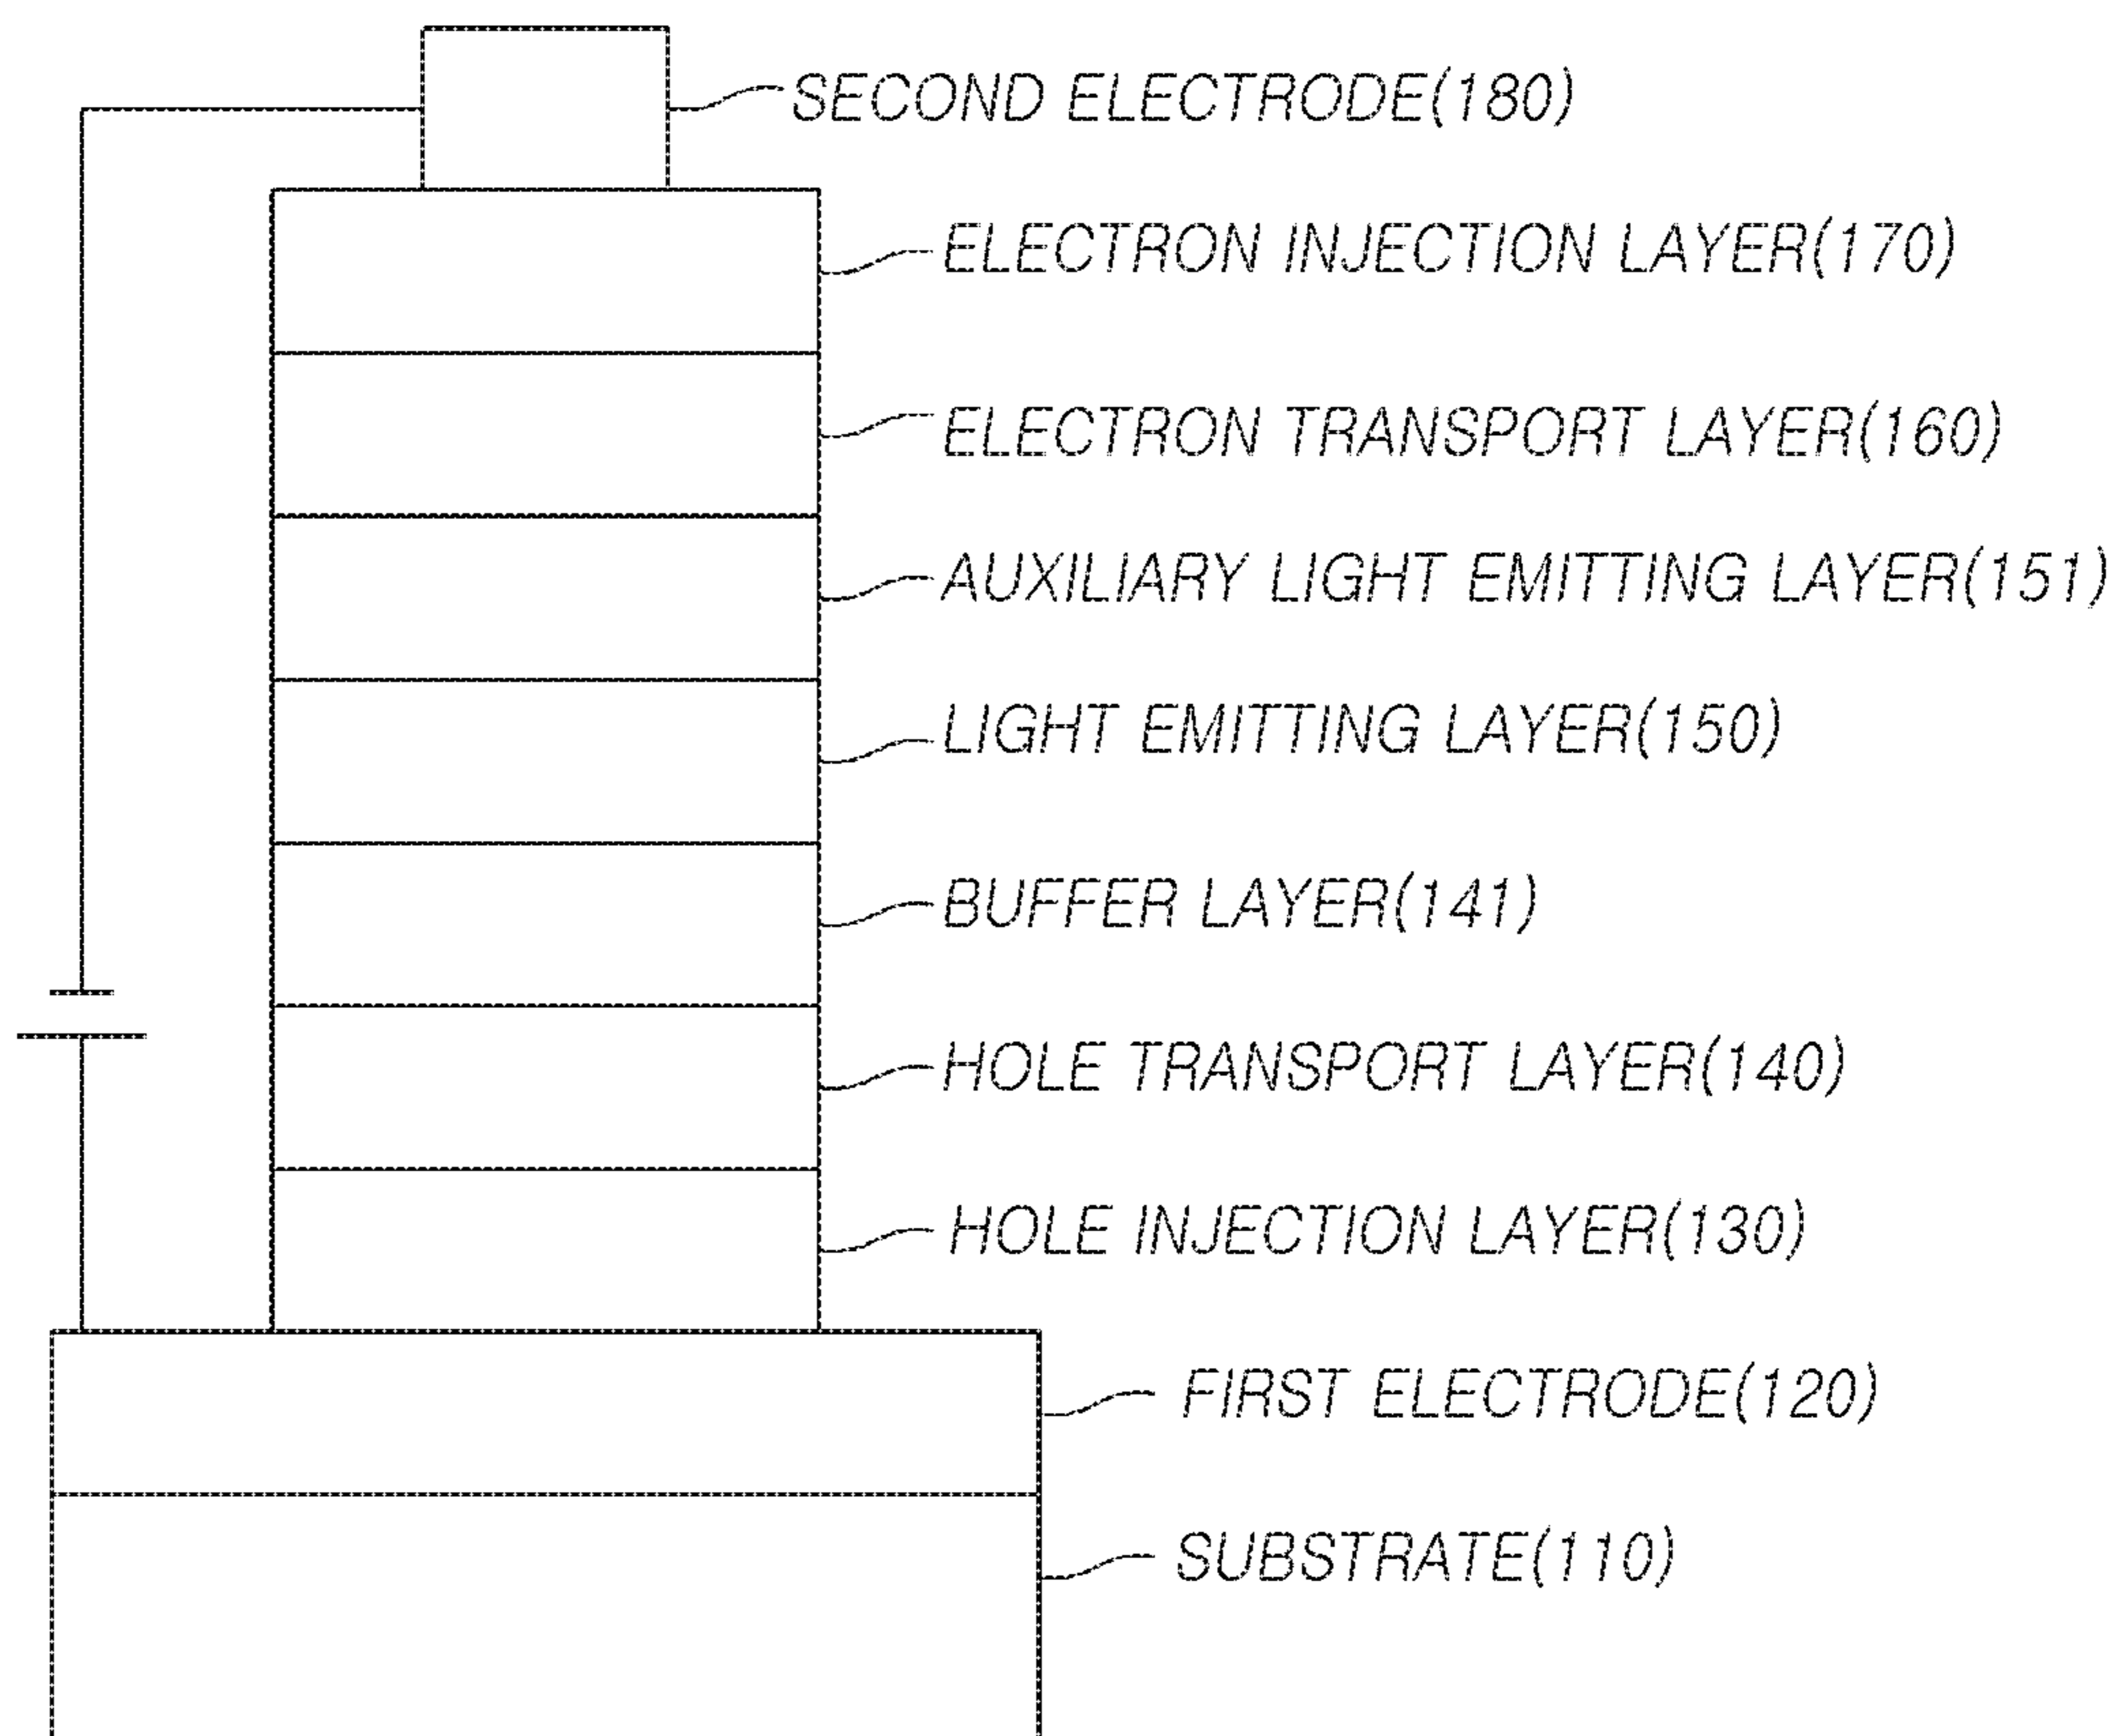 SECOND ELECTRODE(180)
ELECTRON INJECTION LAYER(170)
ELECTRON TRANSPORT LAYER(160)
AUXILIARY LIGHT EMITTING LAYER(151)
LIGHT EMITTING LAYER(150)
BUFFER LAYER(141)
HOLE TRANSPORT LAYER(140)
HOLE INJECTION LAYER(130)
FIRST ELECTRODE(120)
SUBSTRATE(110)